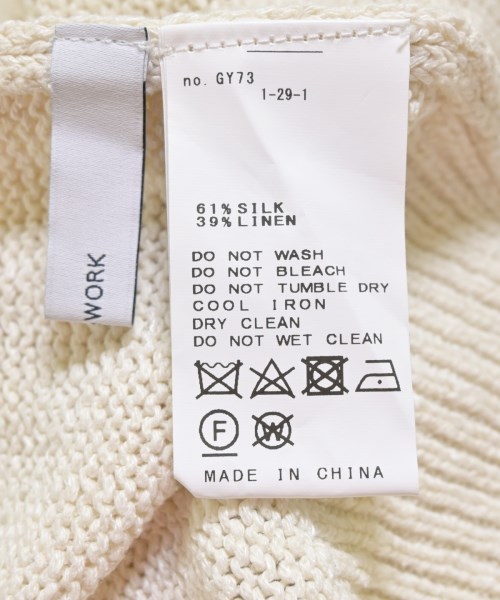 WORK
no. GY73
1-29-1
61% SILK
39% LINEN
DO NOT WASH
DO NOT BLEACH
DO NOT TUMBLE DRY
COOL IRON
DRY CLEAN
DO NOT WET CLEAN
F W
MADE IN CHINA